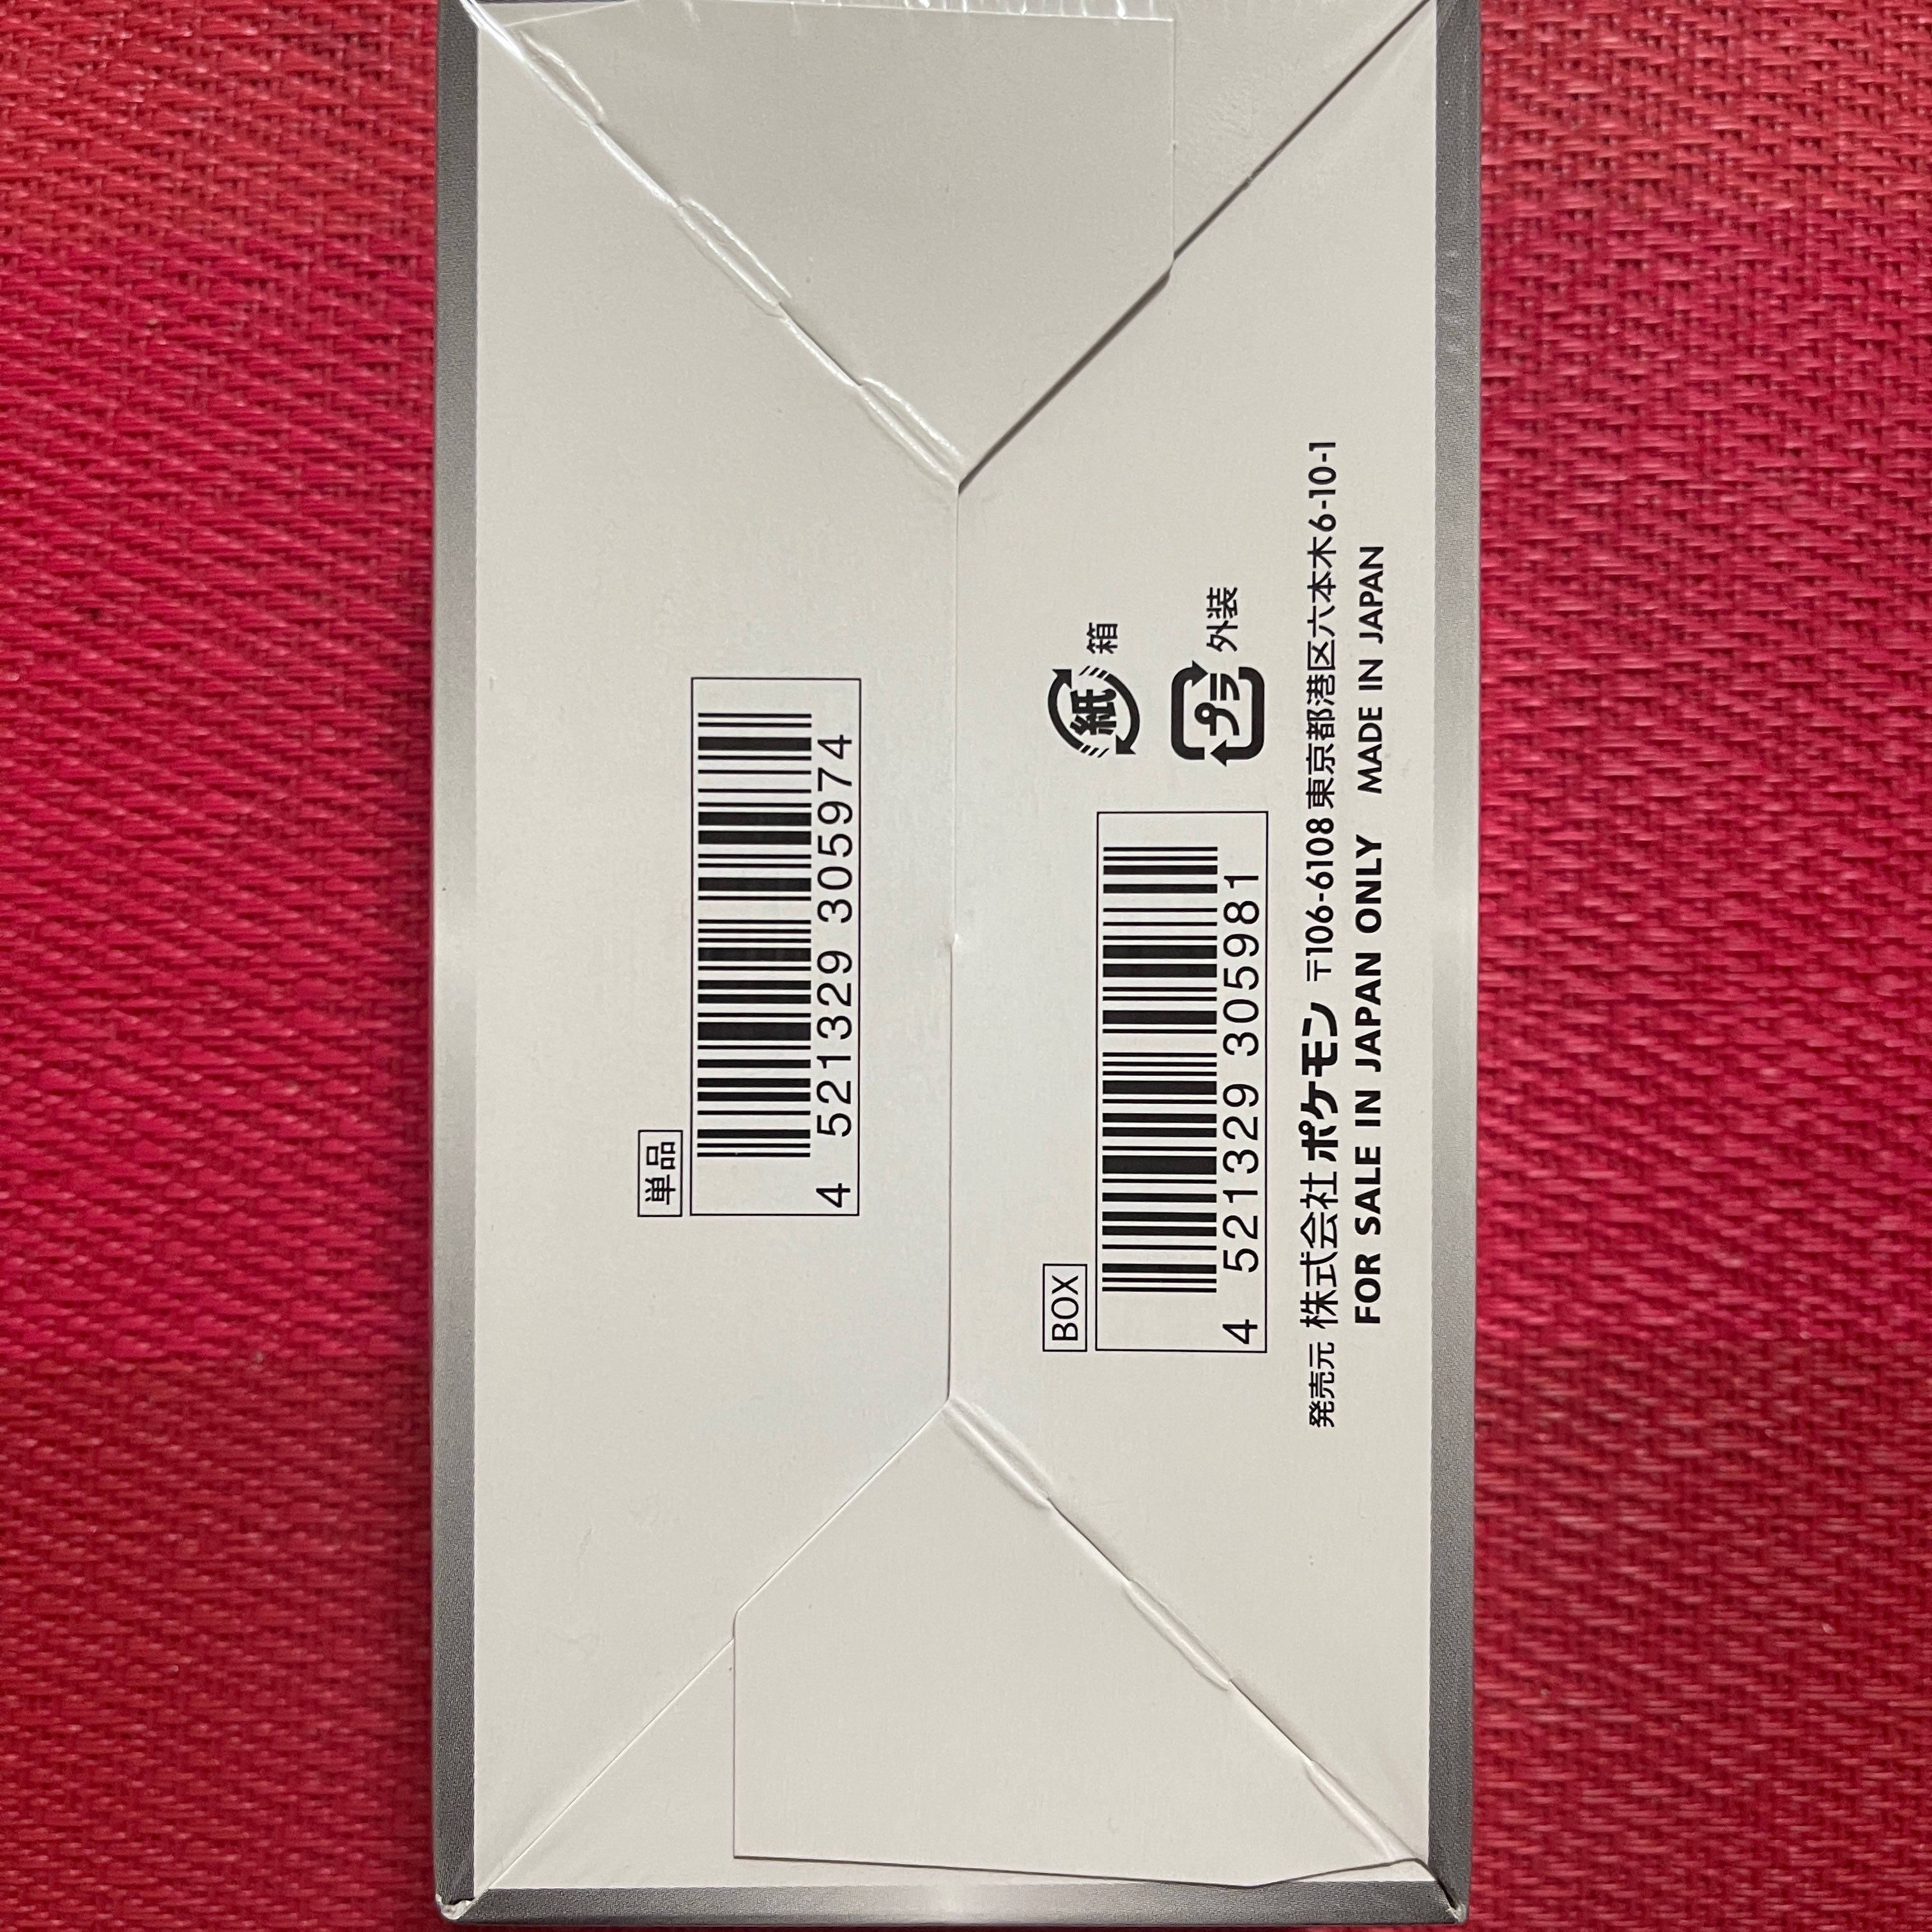 単品
4 521329 305974
BOX
4 521329 305981
紙 箱
プラ 外装
発売元 株式会社ポケモン 〒106-6108 東京都港区六本木6-10-1
FOR SALE IN JAPAN ONLY MADE IN JAPAN